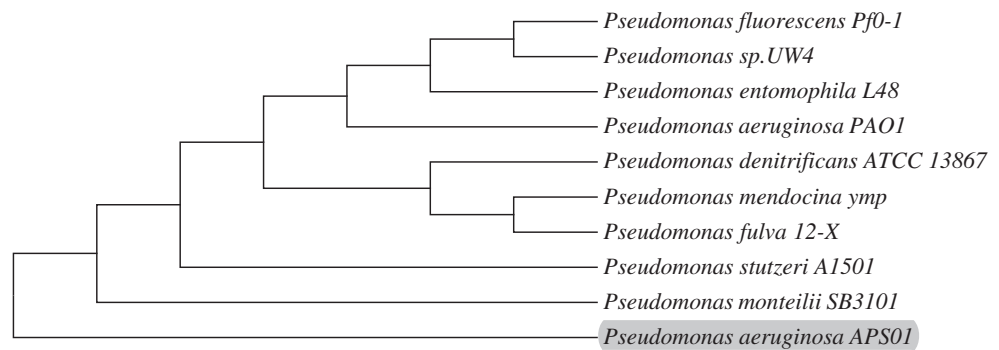 Pseudomonas fluorescens Pf0-1
Pseudomonas sp.UW4
Pseudomonas entomophila L48
Pseudomonas aeruginosa PAO1
Pseudomonas denitrificans ATCC 13867
Pseudomonas mendocina ymp
Pseudomonas fulva 12-X
Pseudomonas stutzeri A1501
Pseudomonas monteilii SB3101
Pseudomonas aeruginosa APS01